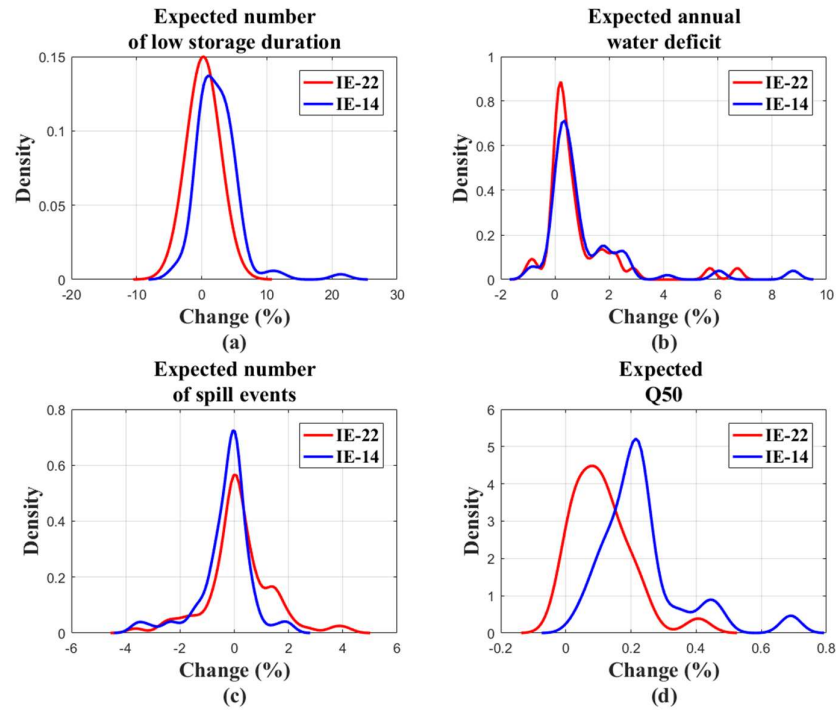 Expected number
of low storage duration
0.15
0.1
0.05
0
Density
IE-22
IE-14
-20 -10 0 10 20 30
Change (%)
(a)
Expected annual
water deficit
1
0.8
0.6
0.4
0.2
0
Density
IE-22
IE-14
-2 0 2 4 6 8 10
Change (%)
(b)
Expected number
of spill events
0.8
0.6
0.4
0.2
0
Density
IE-22
IE-14
-6 -4 -2 0 2 4 6
Change (%)
(c)
Expected
Q50
6
5
4
3
2
1
0
Density
IE-22
IE-14
-0.2 0 0.2 0.4 0.6 0.8
Change (%)
(d)